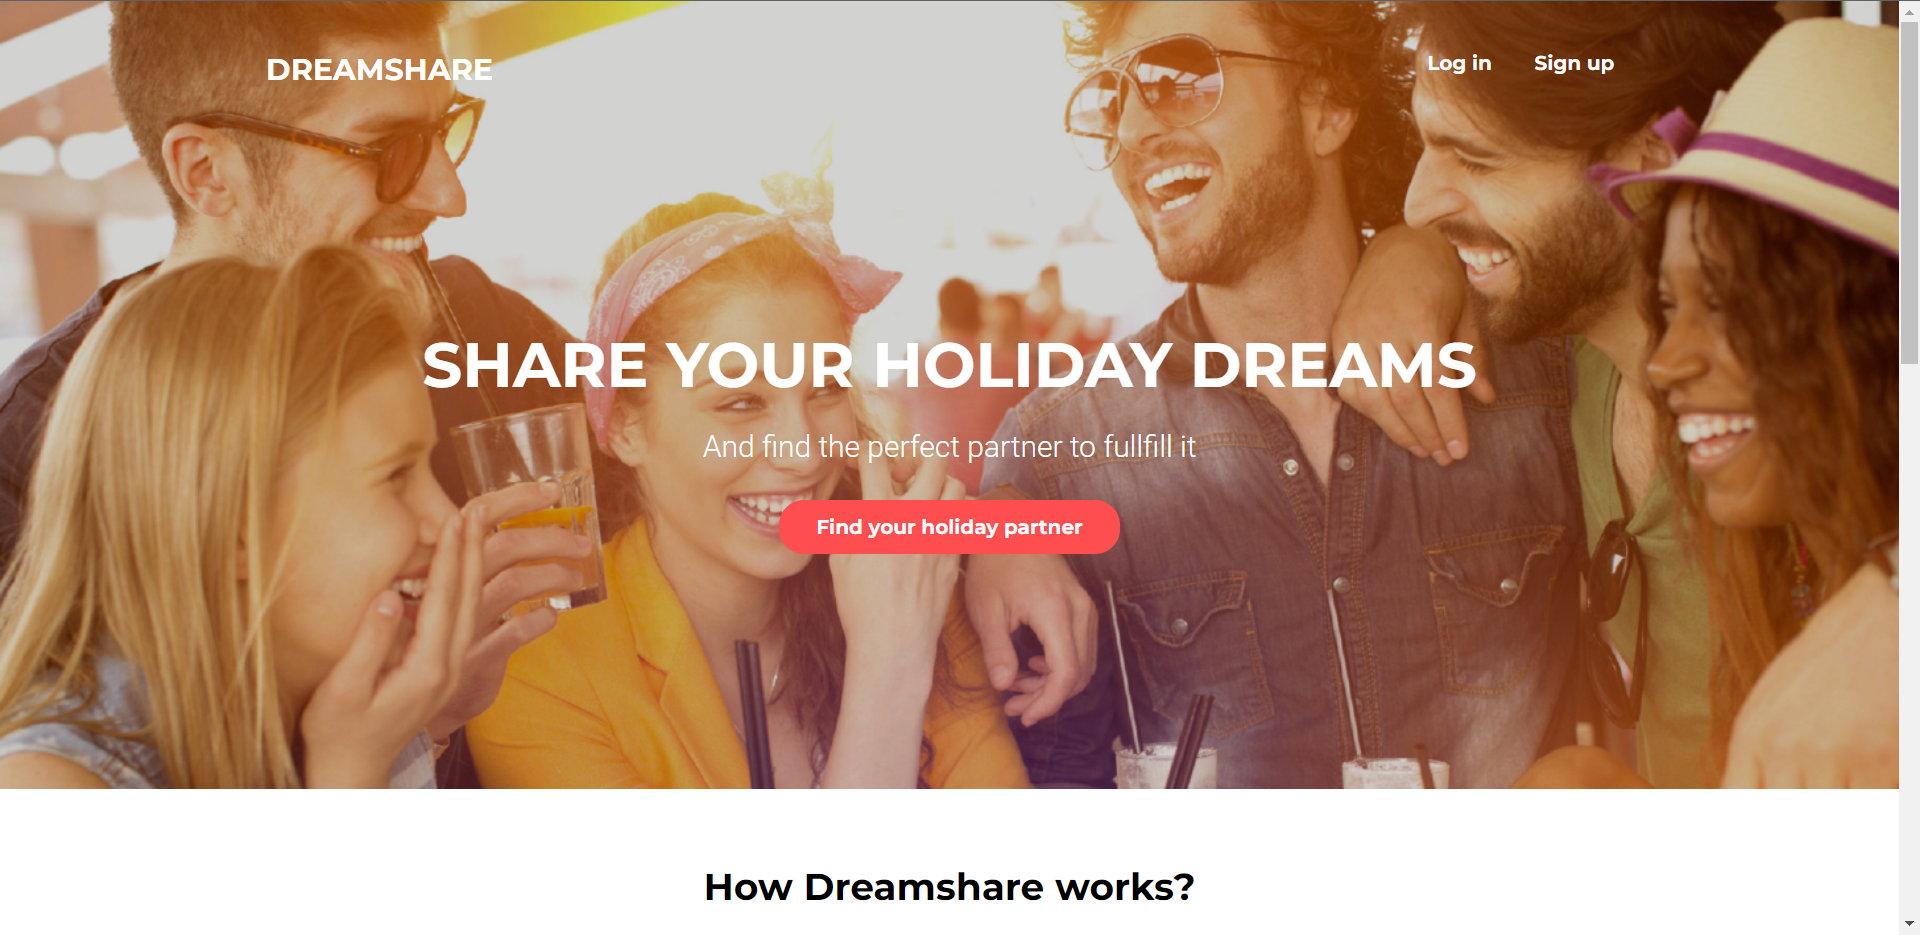 DREAMSHARE
Log in
Sign up
SHARE YOUR HOLIDAY DREAMS
And find the perfect partner to fullfill it
Find your holiday partner
How Dreamshare works?